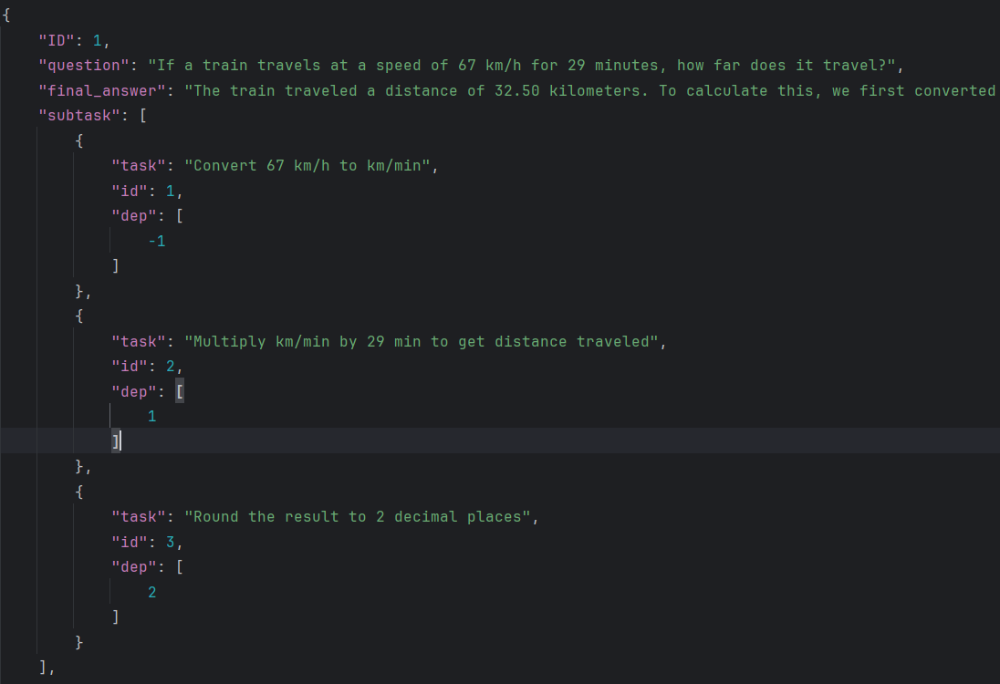 {
    "ID": 1,
    "question": "If a train travels at a speed of 67 km/h for 29 minutes, how far does it travel?",
    "final_answer": "The train traveled a distance of 32.50 kilometers. To calculate this, we first converted
    "subtask": [
        {
            "task": "Convert 67 km/h to km/min",
            "id": 1,
            "dep": [
                -1
            ]
        },
        {
            "task": "Multiply km/min by 29 min to get distance traveled",
            "id": 2,
            "dep": [
                1
            ]
        },
        {
            "task": "Round the result to 2 decimal places",
            "id": 3,
            "dep": [
                2
            ]
        }
    ],